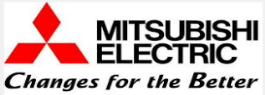 MITSUBISHI
ELECTRIC
Changes for the Better